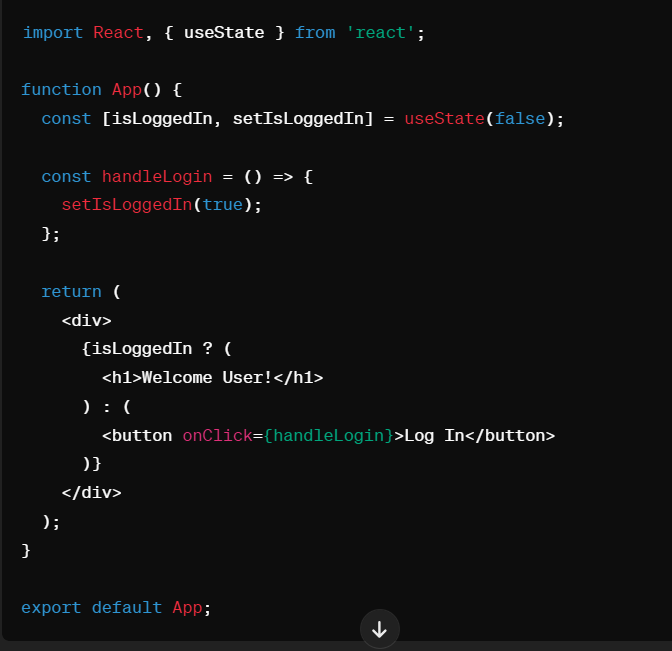 import React, { useState } from 'react';
function App() {
const [isLoggedIn, setIsLoggedIn] = useState(false);
const handleLogin = () => {
setIsLoggedIn(true);
};
return (
<div>
{isLoggedIn ? (
<h1>Welcome User!</h1>
) : (
<button onClick={handleLogin}>Log In</button>
)}
</div>
);
}
export default App;